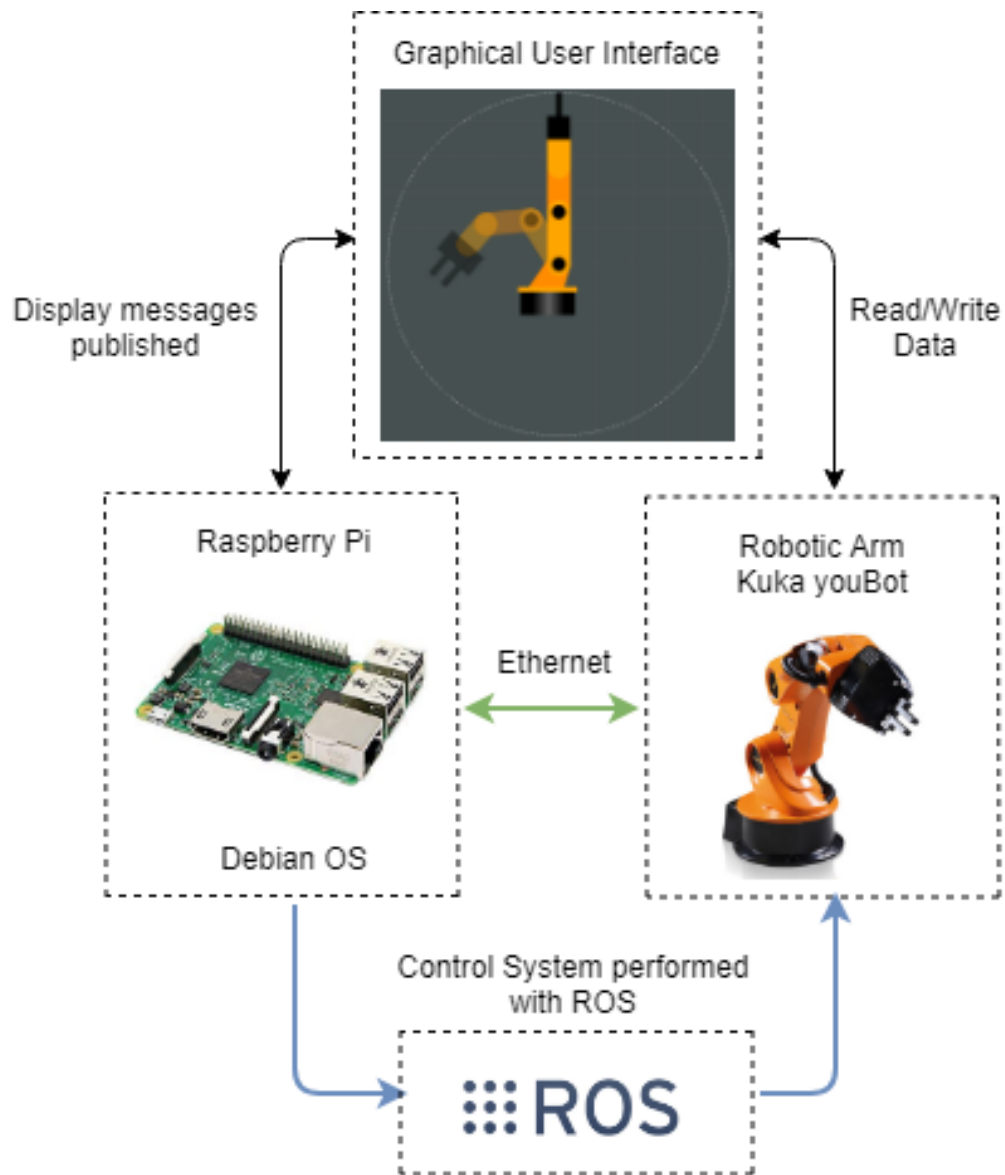 Graphical User Interface
Display messages
published
Read/Write
Data
Raspberry Pi
Robotic Arm
Kuka youBot
Ethernet
Debian OS
Control System performed
with ROS
ROS